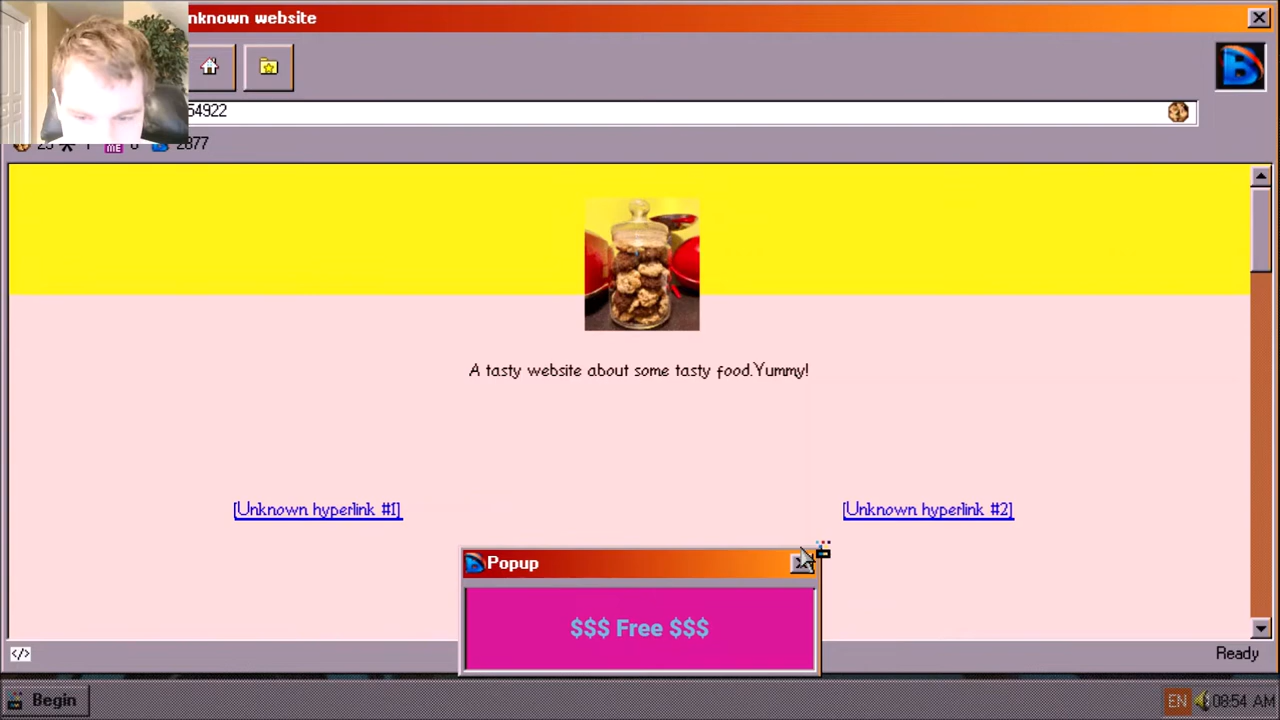 nknown website
54922
2877
A tasty website about some tasty food.Yummy!
[Unknown hyperlink #1]
[Unknown hyperlink #2]
Popup
$$$ Free $$$
</> Ready
Begin
EN 08:54 AM